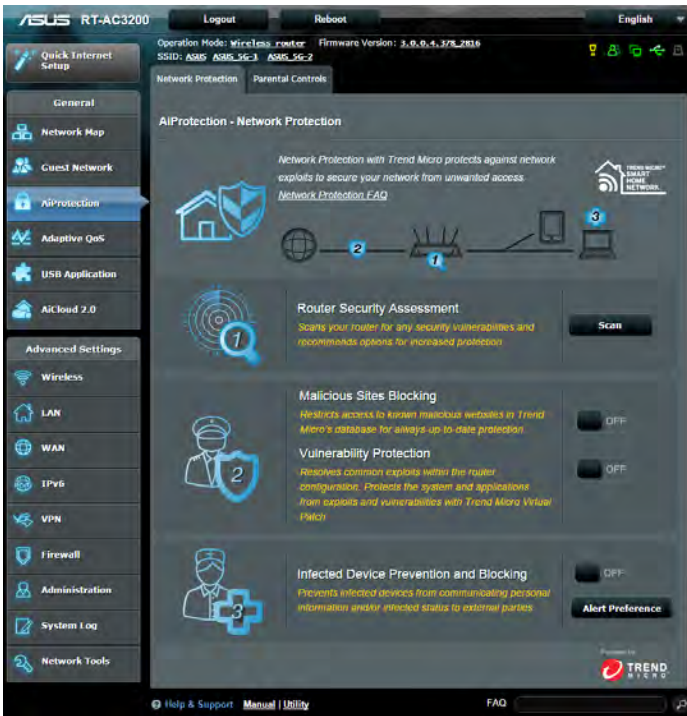 ASUS RT-AC3200 Logout Reboot English
Quick Internet Setup
Operation Mode: Wireless router Firmware Version: 3.0.0.4.378_2816
SSID: ASUS ASUS_5G-1 ASUS_5G-2
Network Protection Parental Controls
General
Network Map
Guest Network
AiProtection
Adaptive QoS
USB Application
AiCloud 2.0
Advanced Settings
Wireless
LAN
WAN
IPv6
VPN
Firewall
Administration
System Log
Network Tools
AiProtection - Network Protection
Network Protection with Trend Micro protects against network
exploits to secure your network from unwanted access.
Network Protection FAQ
TREND MICRO™
SMART
HOME
NETWORK
2
1
3
1
Router Security Assessment
Scans your router for any security vulnerabilities and
recommends options for increased protection
Scan
2
Malicious Sites Blocking
Restricts access to known malicious websites in Trend
Micro's database for always-up-to-date protection
OFF
Vulnerability Protection
Resolves common exploits within the router
configuration. Protects the system and applications
from exploits and vulnerabilities with Trend Micro Virtual
Patch
OFF
3
Infected Device Prevention and Blocking
Prevents infected devices from communicating personal
information and/or infected status to external parties
OFF
Alert Preference
Powered by
TREND
MICRO
Help & Support Manual | Utility FAQ